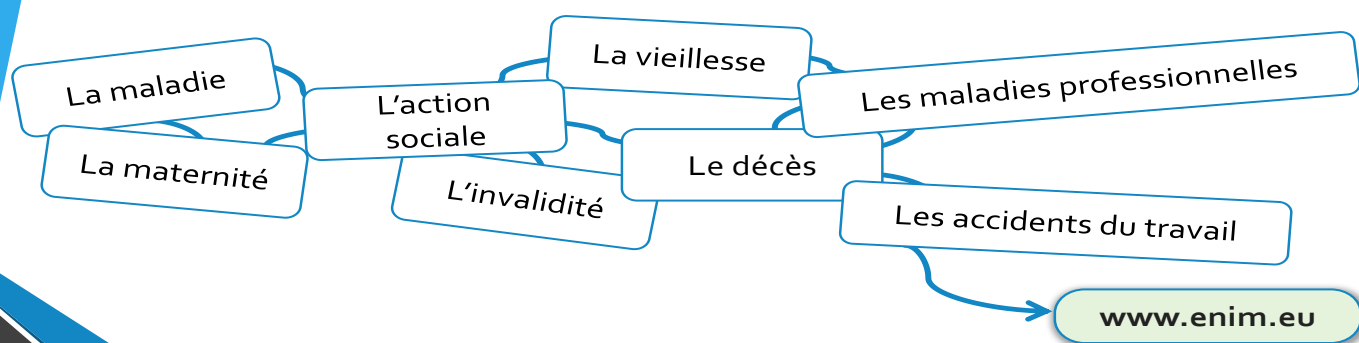 La maladie
La maternité
L'action
sociale
La vieillesse
L'invalidité
Le décès
Les maladies professionnelles
Les accidents du travail
www.enim.eu